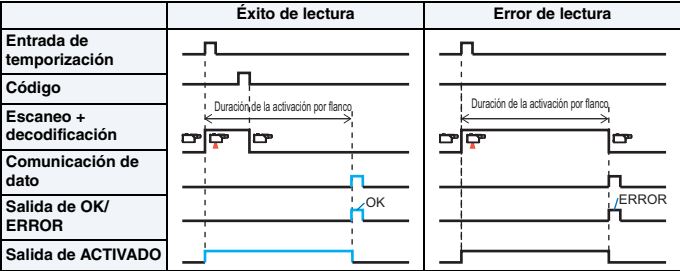 Éxito de lectura
Error de lectura
Entrada de
temporización
Código
Escaneo +
decodificación
Duración de la activación por flanco
Duración de la activación por flanco
Comunicación de
dato
Salida de OK/
ERROR
OK
ERROR
Salida de ACTIVADO